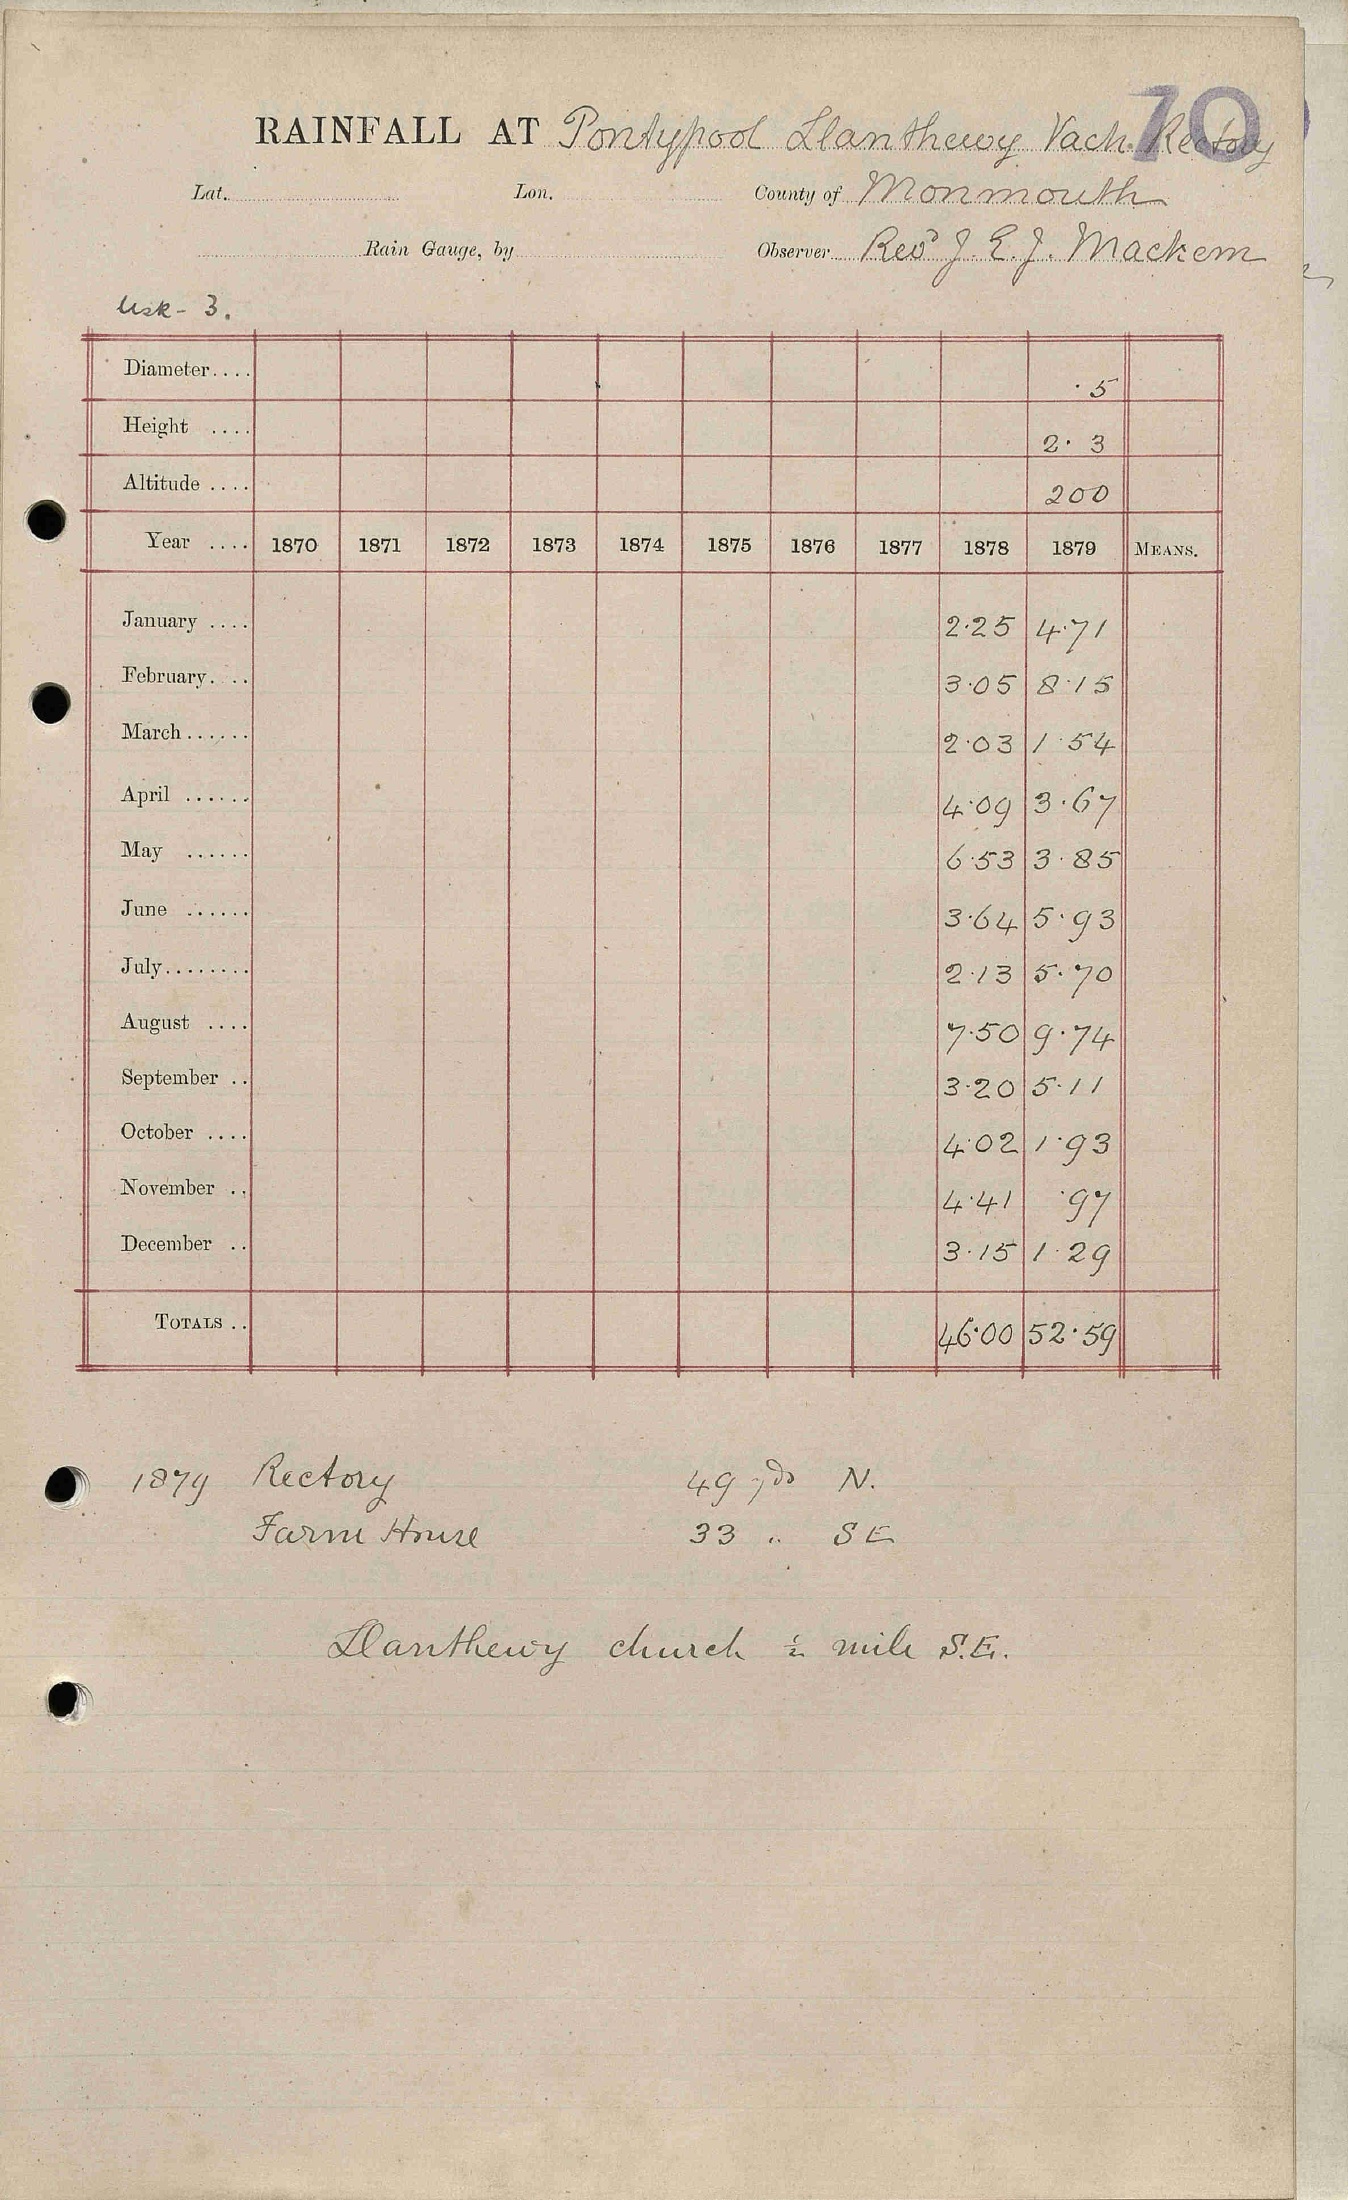 70
RAINFALL AT Pontypool Llanthewy Vach. Rectory
Lat. Lon. County of Monmouth
Rain Gauge, by Observer Revd J. E. J. Mackem
Usk - 3.
Diameter.... ·5
Height .... 2· 3
Altitude .... 200
Year .... 1870 1871 1872 1873 1874 1875 1876 1877 1878 1879 MEANS.
January .... 2·25 4·71
February. .. 3·05 8·15
March...... 2·03 1·54
April ...... 4·09 3·67
May ...... 6·53 3·85
June ...... 3·64 5·93
July........ 2·13 5·70
August .... 7·50 9·74
September .. 3·20 5·11
October .... 4·02 1·93
November .. 4·41 ·97
December .. 3·15 1·29
TOTALS .. 46·00 52·59
1879 Rectory 49 yds N.
Farm House 33 " SE
Llanthewy church ½ mile S.E.